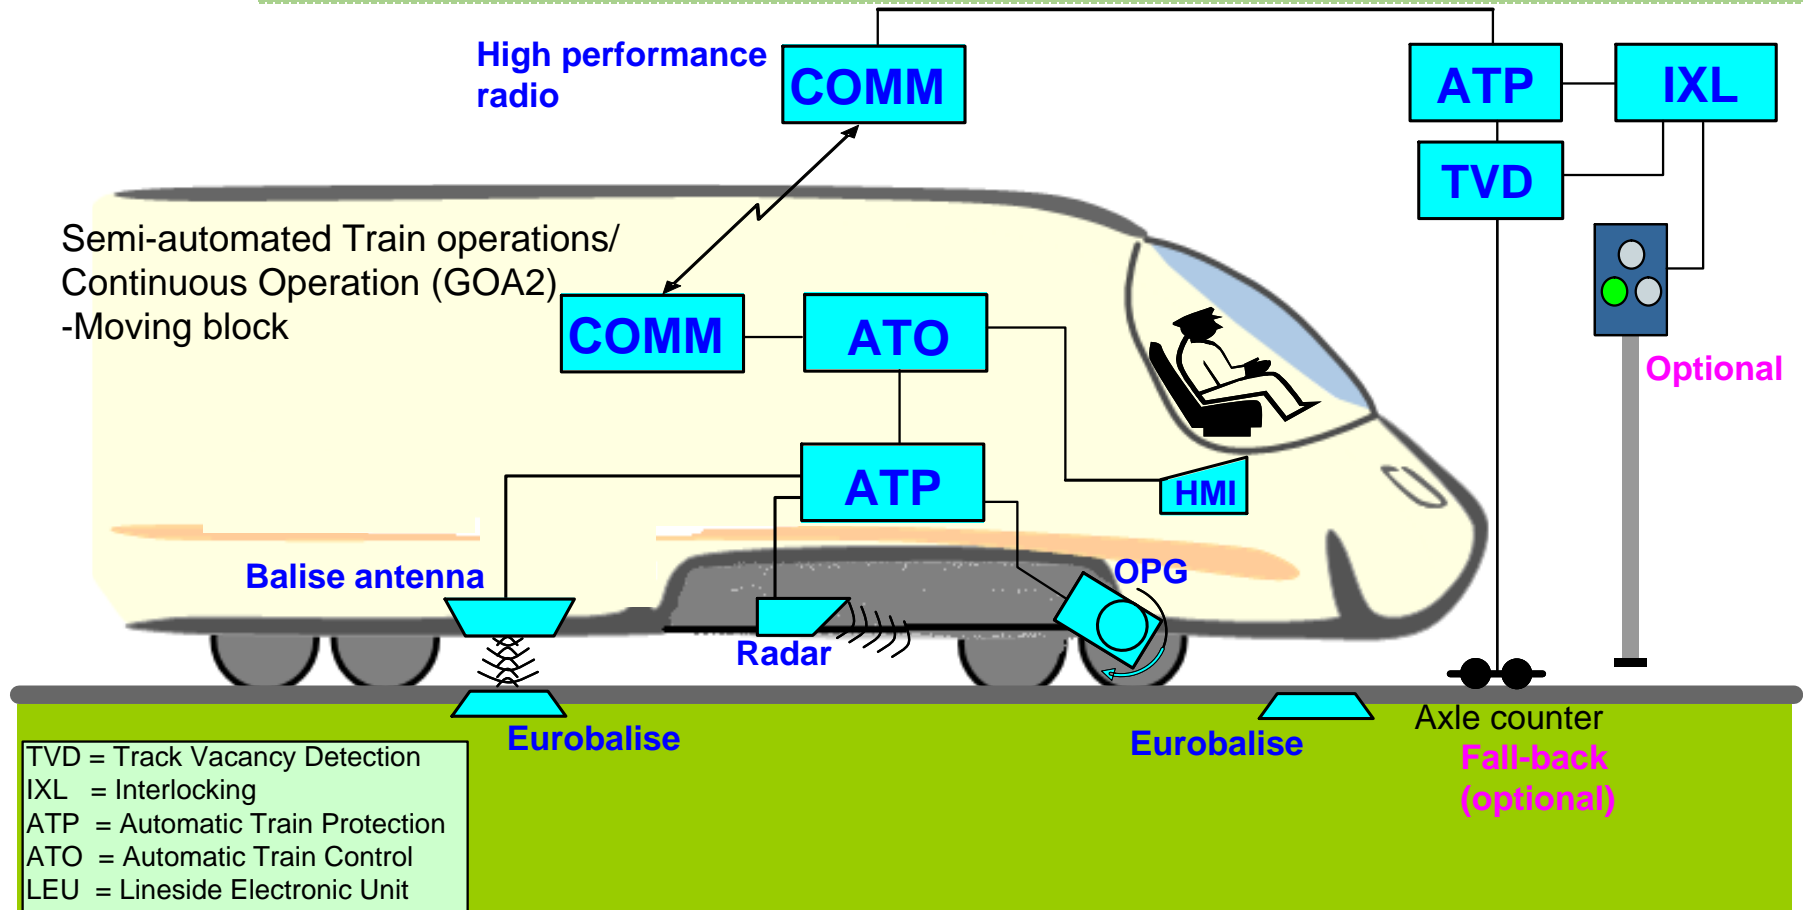 High performance
radio
COMM
ATP
IXL
TVD
Semi-automated Train operations/
Continuous Operation (GOA2)
-Moving block
COMM
ATO
Optional
ATP
HMI
Balise antenna
OPG
Radar
Eurobalise
Eurobalise
Axle counter
Fall-back
(optional)
TVD = Track Vacancy Detection
IXL = Interlocking
ATP = Automatic Train Protection
ATO = Automatic Train Control
LEU = Lineside Electronic Unit